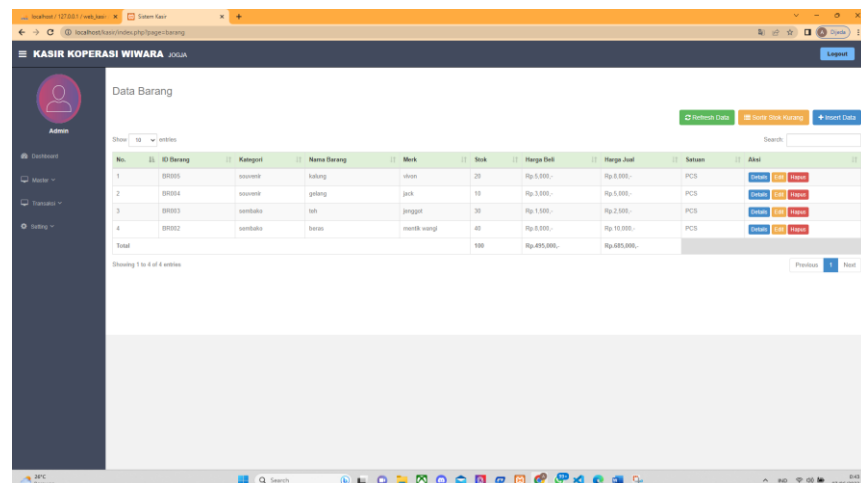 localhost / 127.0.0.1 / web_kasir Sistem Kasir
localhost/kasir/index.php?page=barang
KASIR KOPERASI WIWARA JOGJA Logout
Admin
Dashboard
Master
Transaksi
Setting
Data Barang
Refresh Data Sortir Stok Kurang + Insert Data
Show 10 entries Search:
No. ID Barang Kategori Nama Barang Merk Stok Harga Beli Harga Jual Satuan Aksi
1 BR005 souvenir kalung vivon 20 Rp.5,000,- Rp.8,000,- PCS Details Edit Hapus
2 BR004 souvenir gelang jack 10 Rp.3,000,- Rp.5,000,- PCS Details Edit Hapus
3 BR003 sembako teh jenggot 30 Rp.1,500,- Rp.2,500,- PCS Details Edit Hapus
4 BR002 sembako beras mentik wangi 40 Rp.8,000,- Rp.10,000,- PCS Details Edit Hapus
Total 100 Rp.495,000,- Rp.685,000,-
Showing 1 to 4 of 4 entries Previous 1 Next
Search